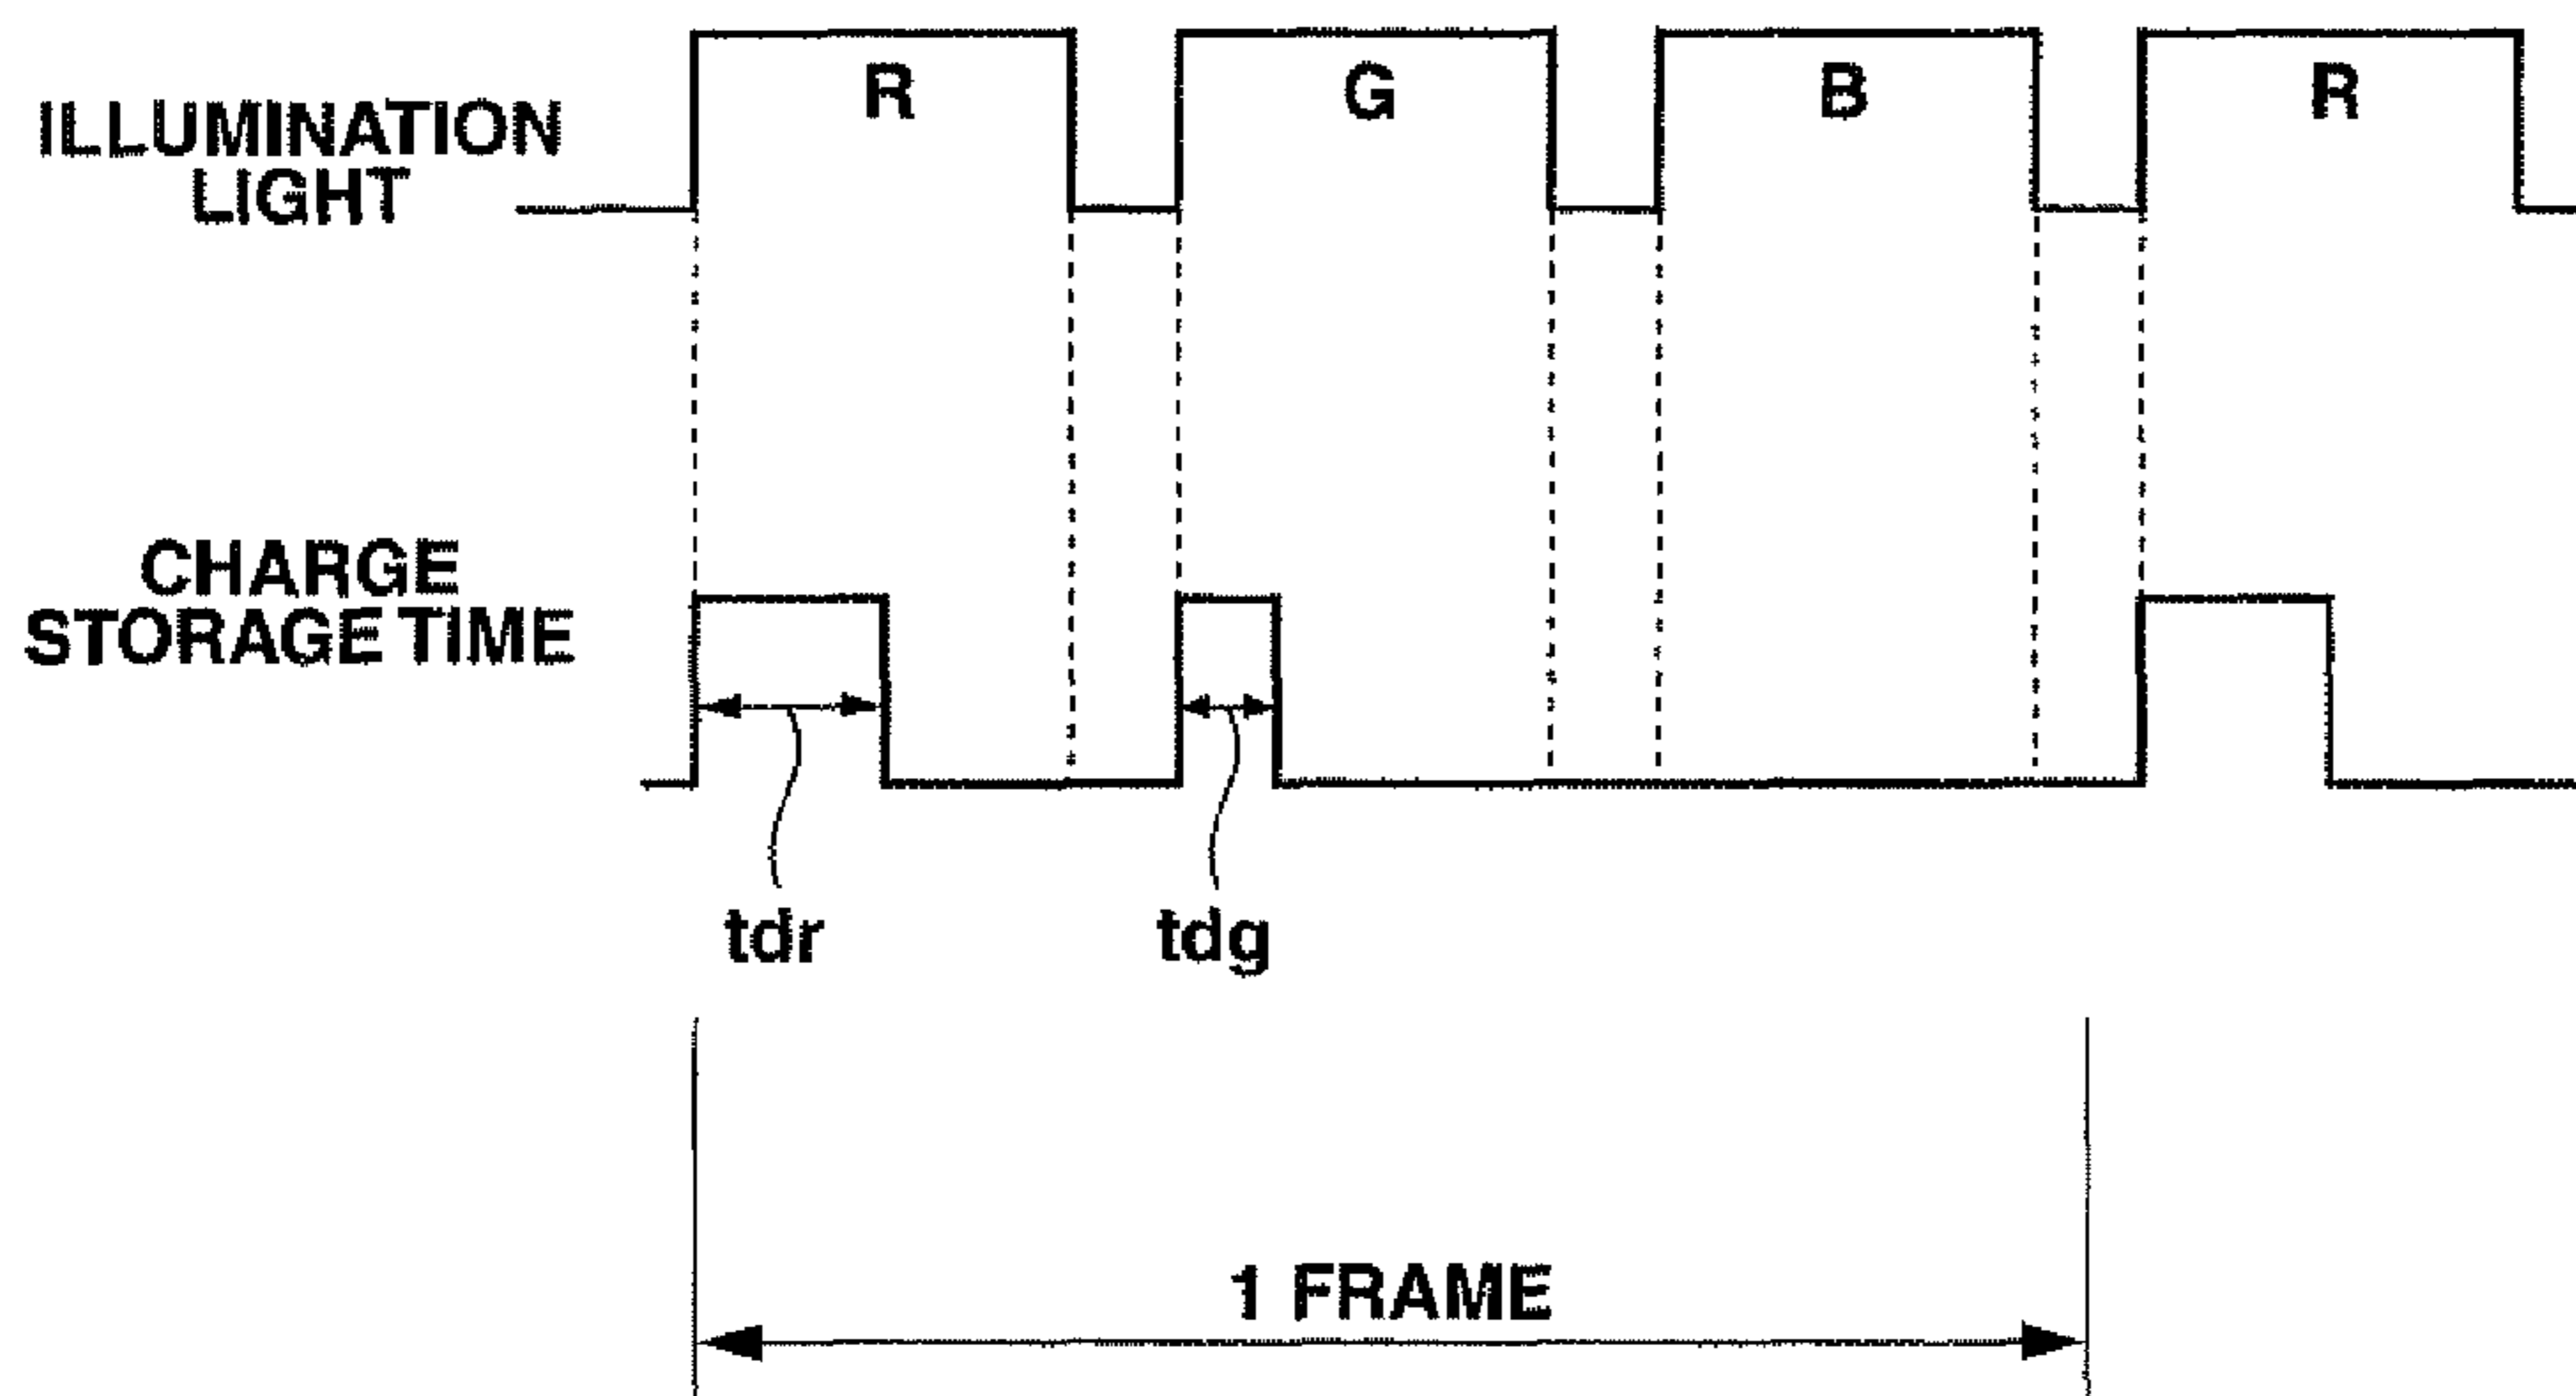 R G B R
ILLUMINATION
LIGHT
CHARGE
STORAGE TIME
tdr tdg
1 FRAME